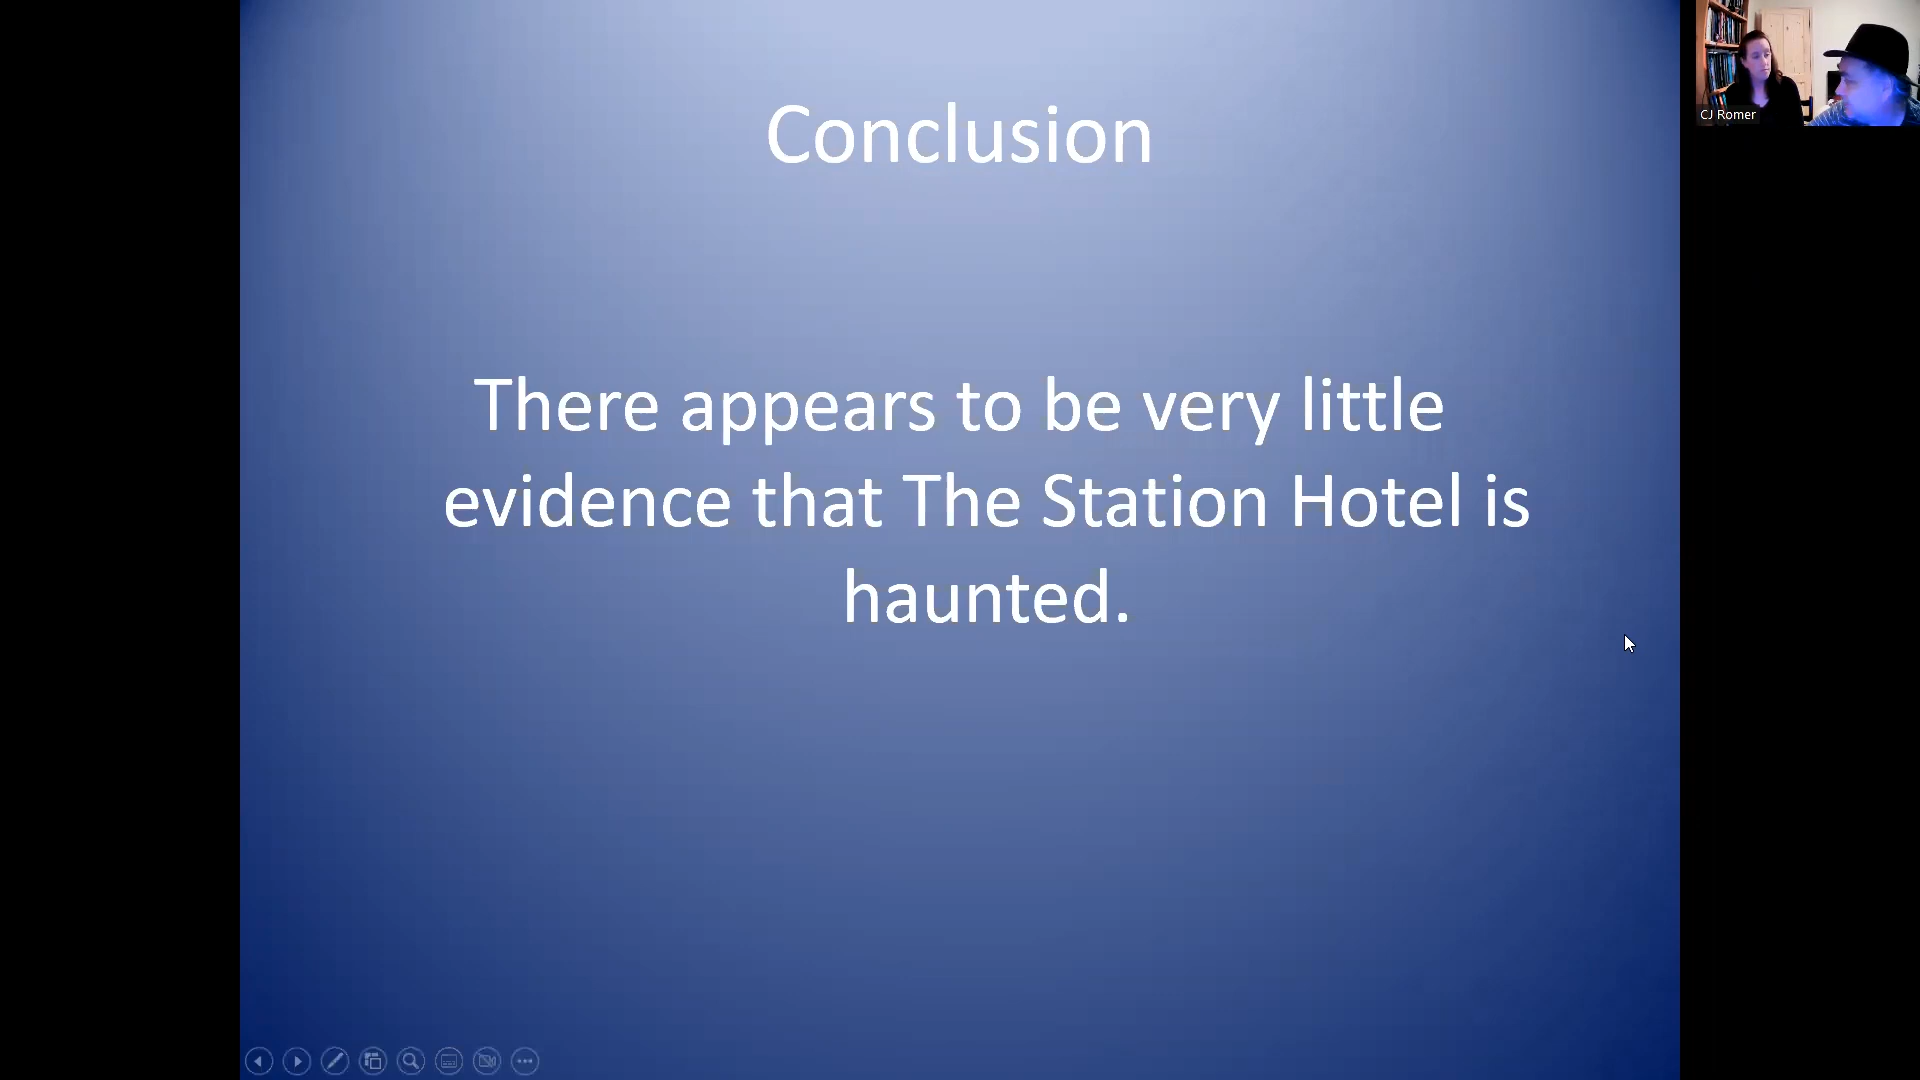 Conclusion
There appears to be very little
evidence that The Station Hotel is
haunted.
CJ Romer